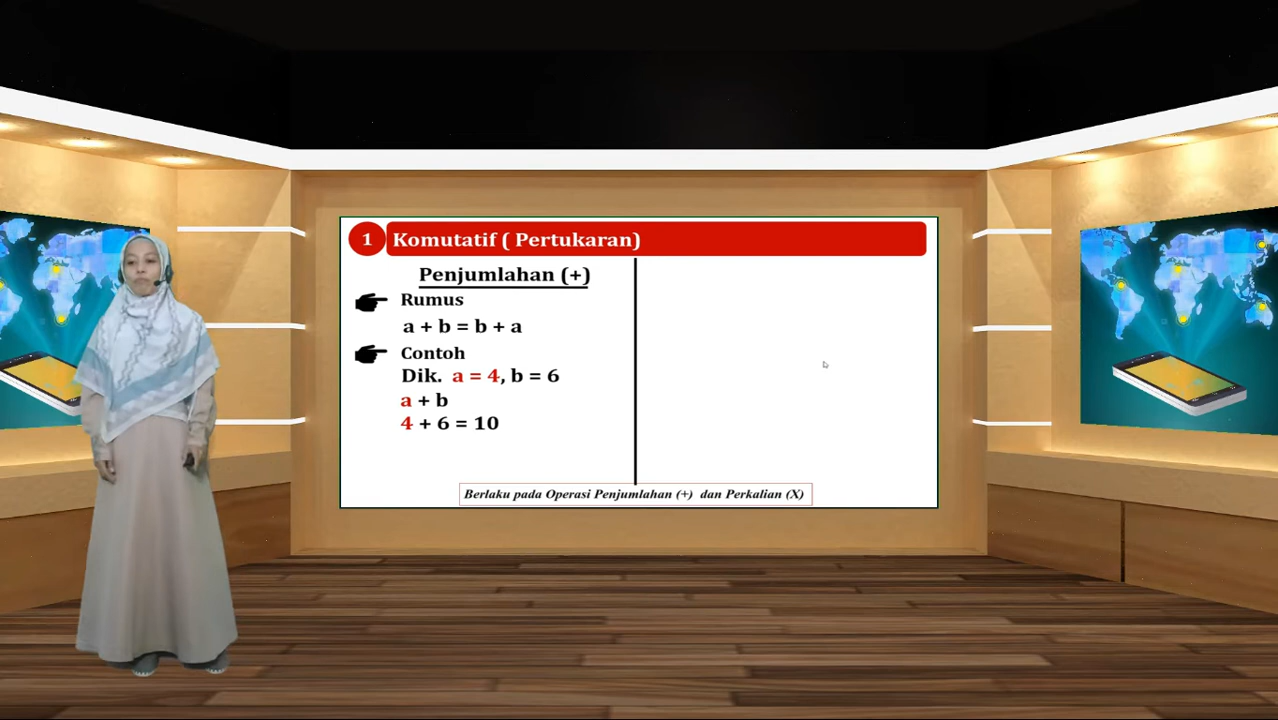 1 Komutatif ( Pertukaran)
Penjumlahan (+)
Rumus
a + b = b + a
Contoh
Dik. a = 4, b = 6
a + b
4 + 6 = 10
Berlaku pada Operasi Penjumlahan (+) dan Perkalian (X)